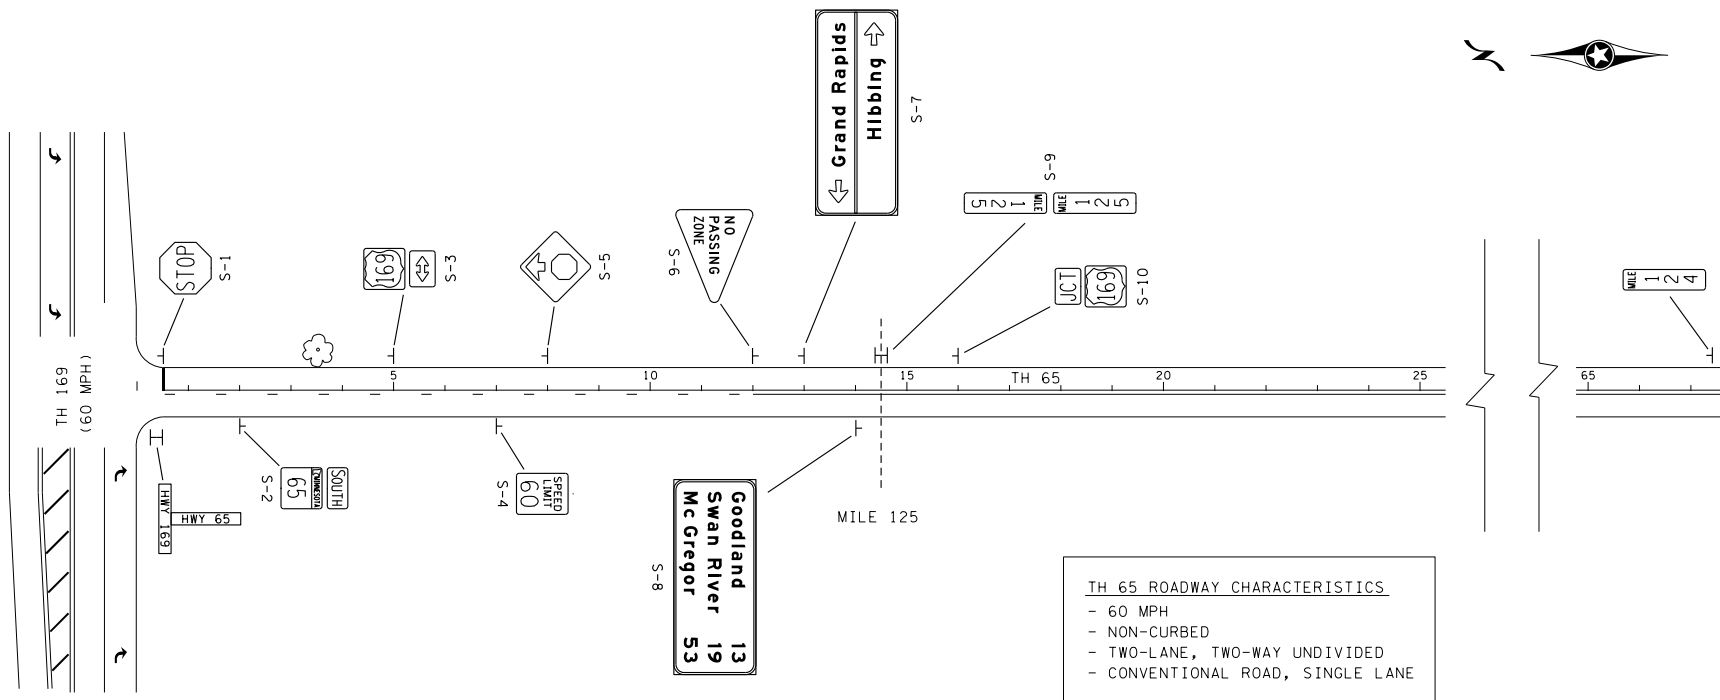 Grand Rapids
Hibbing
S-7
N
TH 169
(60 MPH)
STOP
S-1
169
S-3
S-5
NO
PASSING
ZONE
S-6
MILE
1
2
5
MILE
1
2
5
S-9
JCT
169
S-10
MILE
1
2
4
5
10
15
TH 65
20
25
65
HWY 169
HWY 65
SOUTH
MINNESOTA
65
S-2
SPEED
LIMIT
60
S-4
Goodland 13
Swan River 19
Mc Gregor 53
S-8
MILE 125
TH 65 ROADWAY CHARACTERISTICS
- 60 MPH
- NON-CURBED
- TWO-LANE, TWO-WAY UNDIVIDED
- CONVENTIONAL ROAD, SINGLE LANE